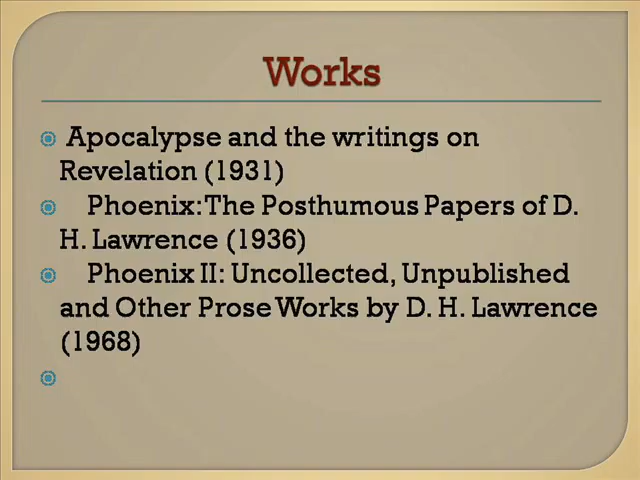 Works
Apocalypse and the writings on
Revelation (1931)
Phoenix: The Posthumous Papers of D.
H. Lawrence (1936)
Phoenix II: Uncollected, Unpublished
and Other Prose Works by D. H. Lawrence
(1968)